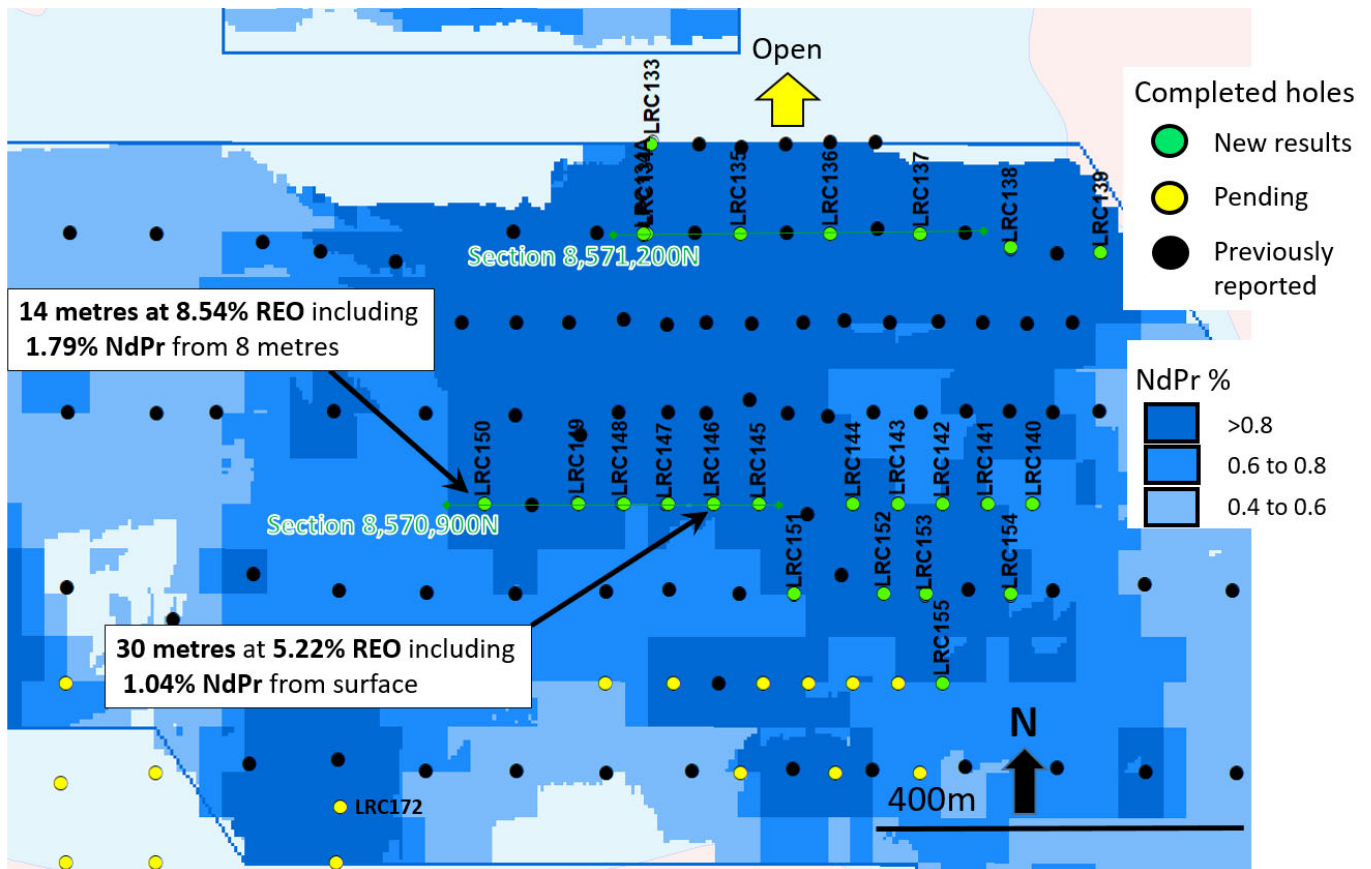 Open
LRC133
LRC134A
LRC134
LRC135
LRC136
LRC137
LRC138
LRC139
Section 8,571,200N
Completed holes
New results
Pending
Previously
reported
14 metres at 8.54% REO including
1.79% NdPr from 8 metres
NdPr %
>0.8
0.6 to 0.8
0.4 to 0.6
LRC150
LRC149
LRC148
LRC147
LRC146
LRC145
LRC144
LRC143
LRC142
LRC141
LRC140
Section 8,570,900N
LRC151
LRC152
LRC153
LRC154
LRC155
30 metres at 5.22% REO including
1.04% NdPr from surface
N
400m
LRC172